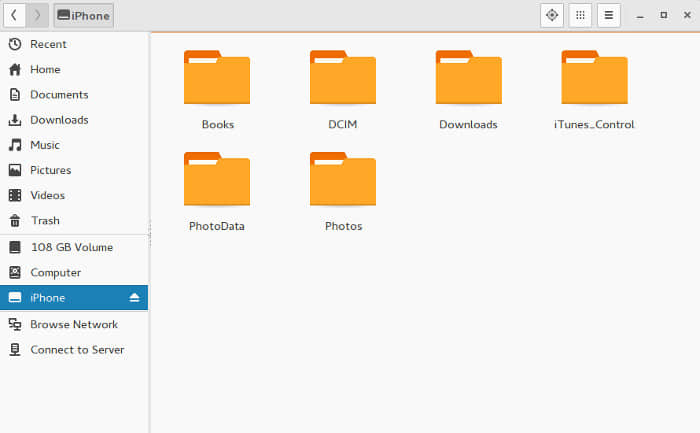 iPhone
Recent
Home
Documents
Downloads
Music
Pictures
Videos
Trash
108 GB Volume
Computer
iPhone
Browse Network
Connect to Server
Books
DCIM
Downloads
iTunes_Control
PhotoData
Photos